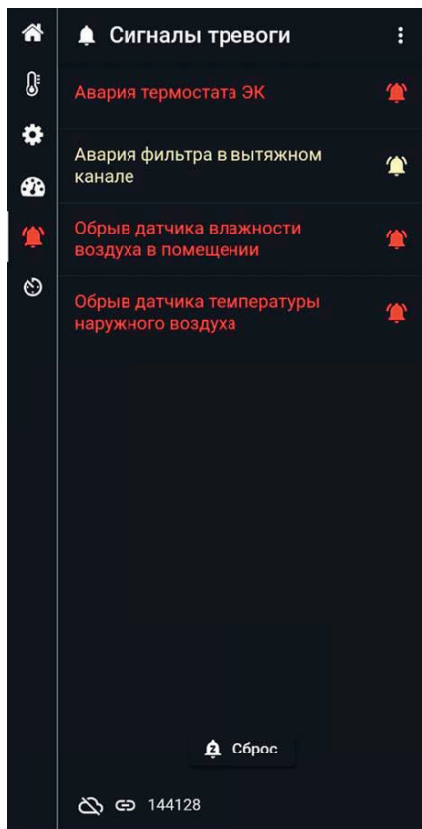 Сигналы тревоги
Авария термостата ЭК
Авария фильтра в вытяжном
канале
Обрыв датчика влажности
воздуха в помещении
Обрыв датчика температуры
наружного воздуха
Сброс
144128